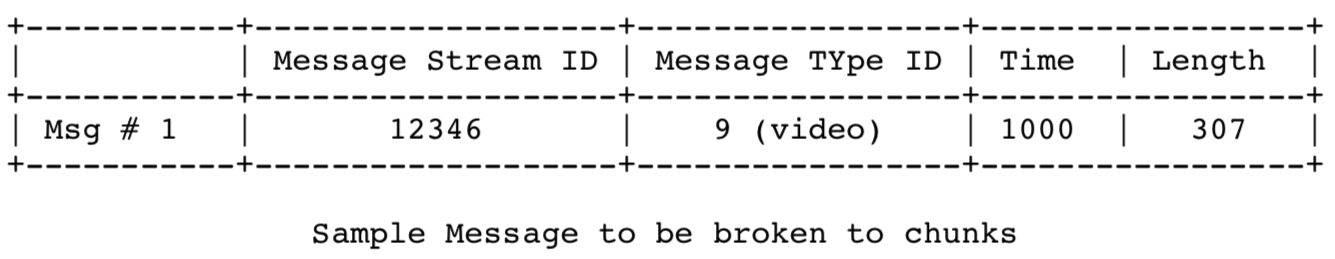 +-----------+-------------------+-----------------+-----------------+
|           | Message Stream ID | Message TYpe ID | Time  | Length  |
+-----------+-------------------+-----------------+-----------------+
| Msg # 1   |       12346       |    9 (video)    | 1000  |   307   |
+-----------+-------------------+-----------------+-----------------+
Sample Message to be broken to chunks